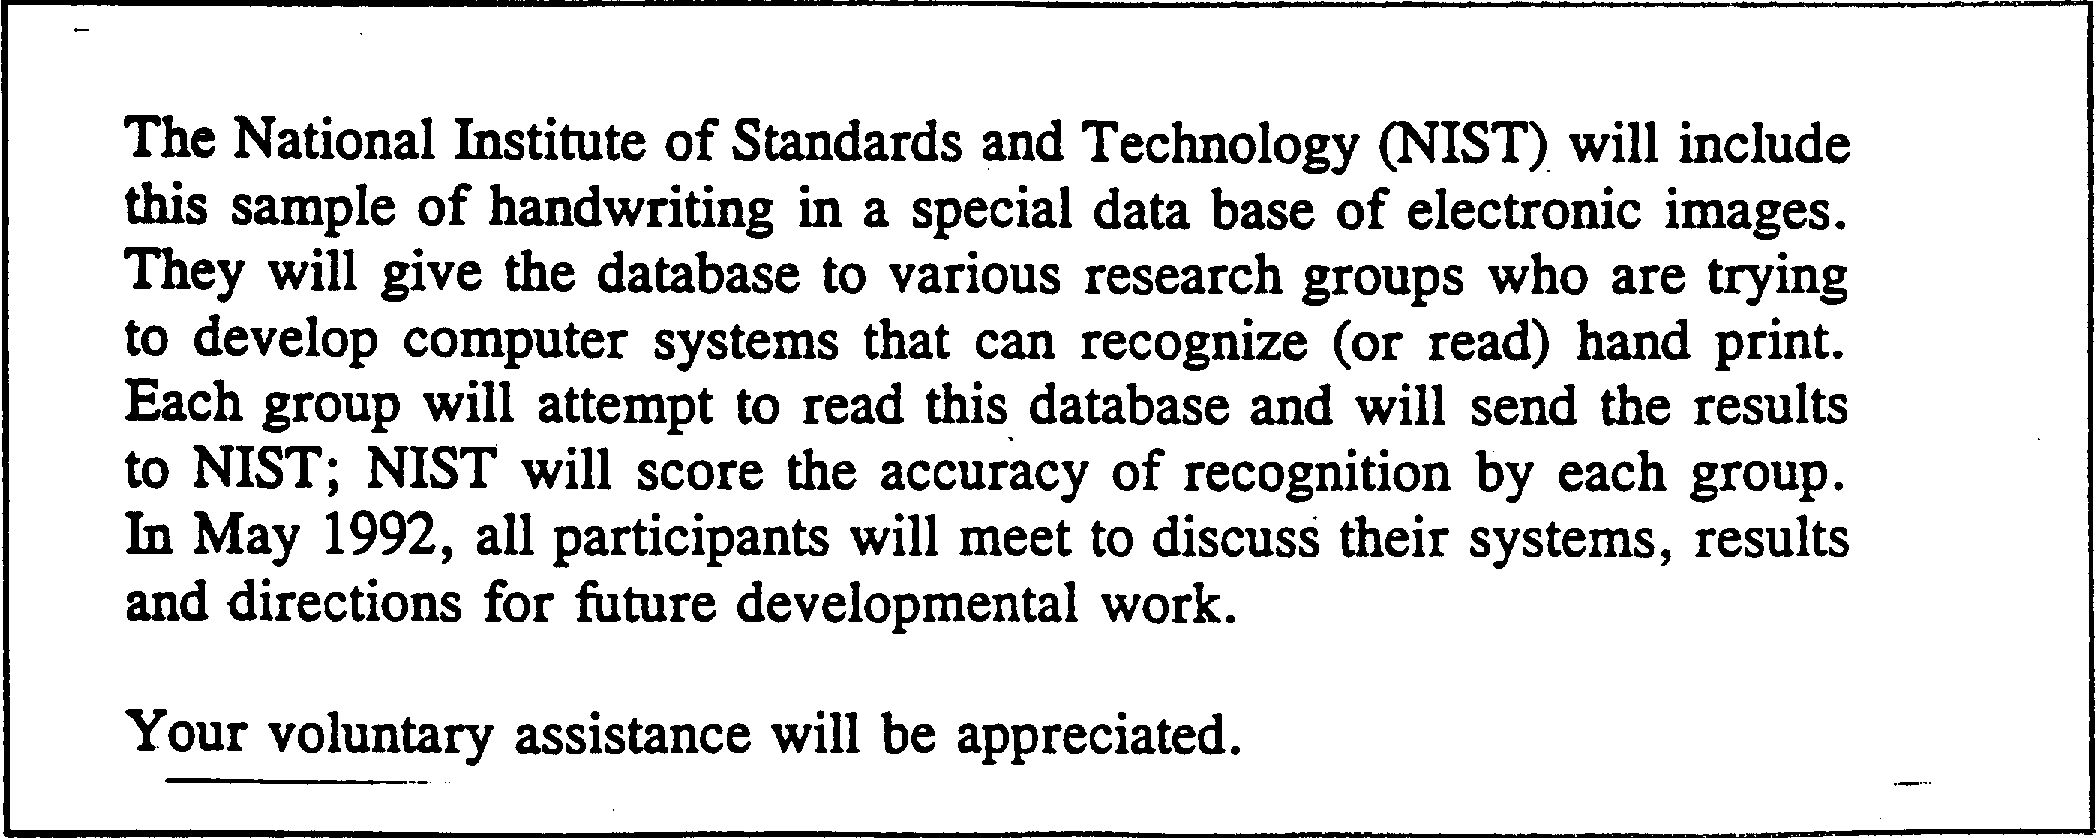 The National Institute of Standards and Technology (NIST) will include
this sample of handwriting in a special data base of electronic images.
They will give the database to various research groups who are trying
to develop computer systems that can recognize (or read) hand print.
Each group will attempt to read this database and will send the results
to NIST; NIST will score the accuracy of recognition by each group.
In May 1992, all participants will meet to discuss their systems, results
and directions for future developmental work.
Your voluntary assistance will be appreciated.